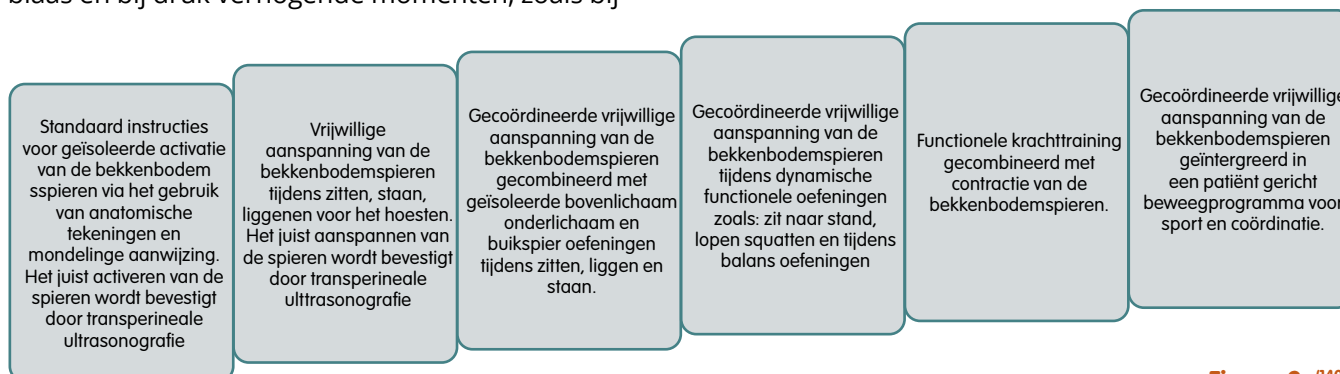 blaas en bij druk verhogende momenten, zoals bij
Standaard instructies
voor geïsoleerde activatie
van de bekkenbodem
sspieren via het gebruik
van anatomische
tekeningen en
mondelinge aanwijzing.
Het juist activeren van de
spieren wordt bevestigt
door transperineale
ultrasonografie
Vrijwillige
aanspanning van de
bekkenbodemspieren
tijdens zitten, staan,
liggenen voor het hoesten.
Het juist aanspannen van
de spieren wordt bevestigt
door transperineale
ulttrasonografie
Gecoördineerde vrijwillige
aanspanning van de
bekkenbodemspieren
gecombineerd met
geïsoleerde bovenlichaam
onderlichaam en
buikspier oefeningen
tijdens zitten, liggen en
staan.
Gecoördineerde vrijwillige
aanspanning van de
bekkenbodemspieren
tijdens dynamische
functionele oefeningen
zoals: zit naar stand,
lopen squatten en tijdens
balans oefeningen
Functionele krachttraining
gecombineerd met
contractie van de
bekkenbodemspieren.
Gecoördineerde vrijwillige
aanspanning van de
bekkenbodemspieren
geïntergreerd in
een patiënt gericht
beweegprogramma voor
sport en coördinatie.